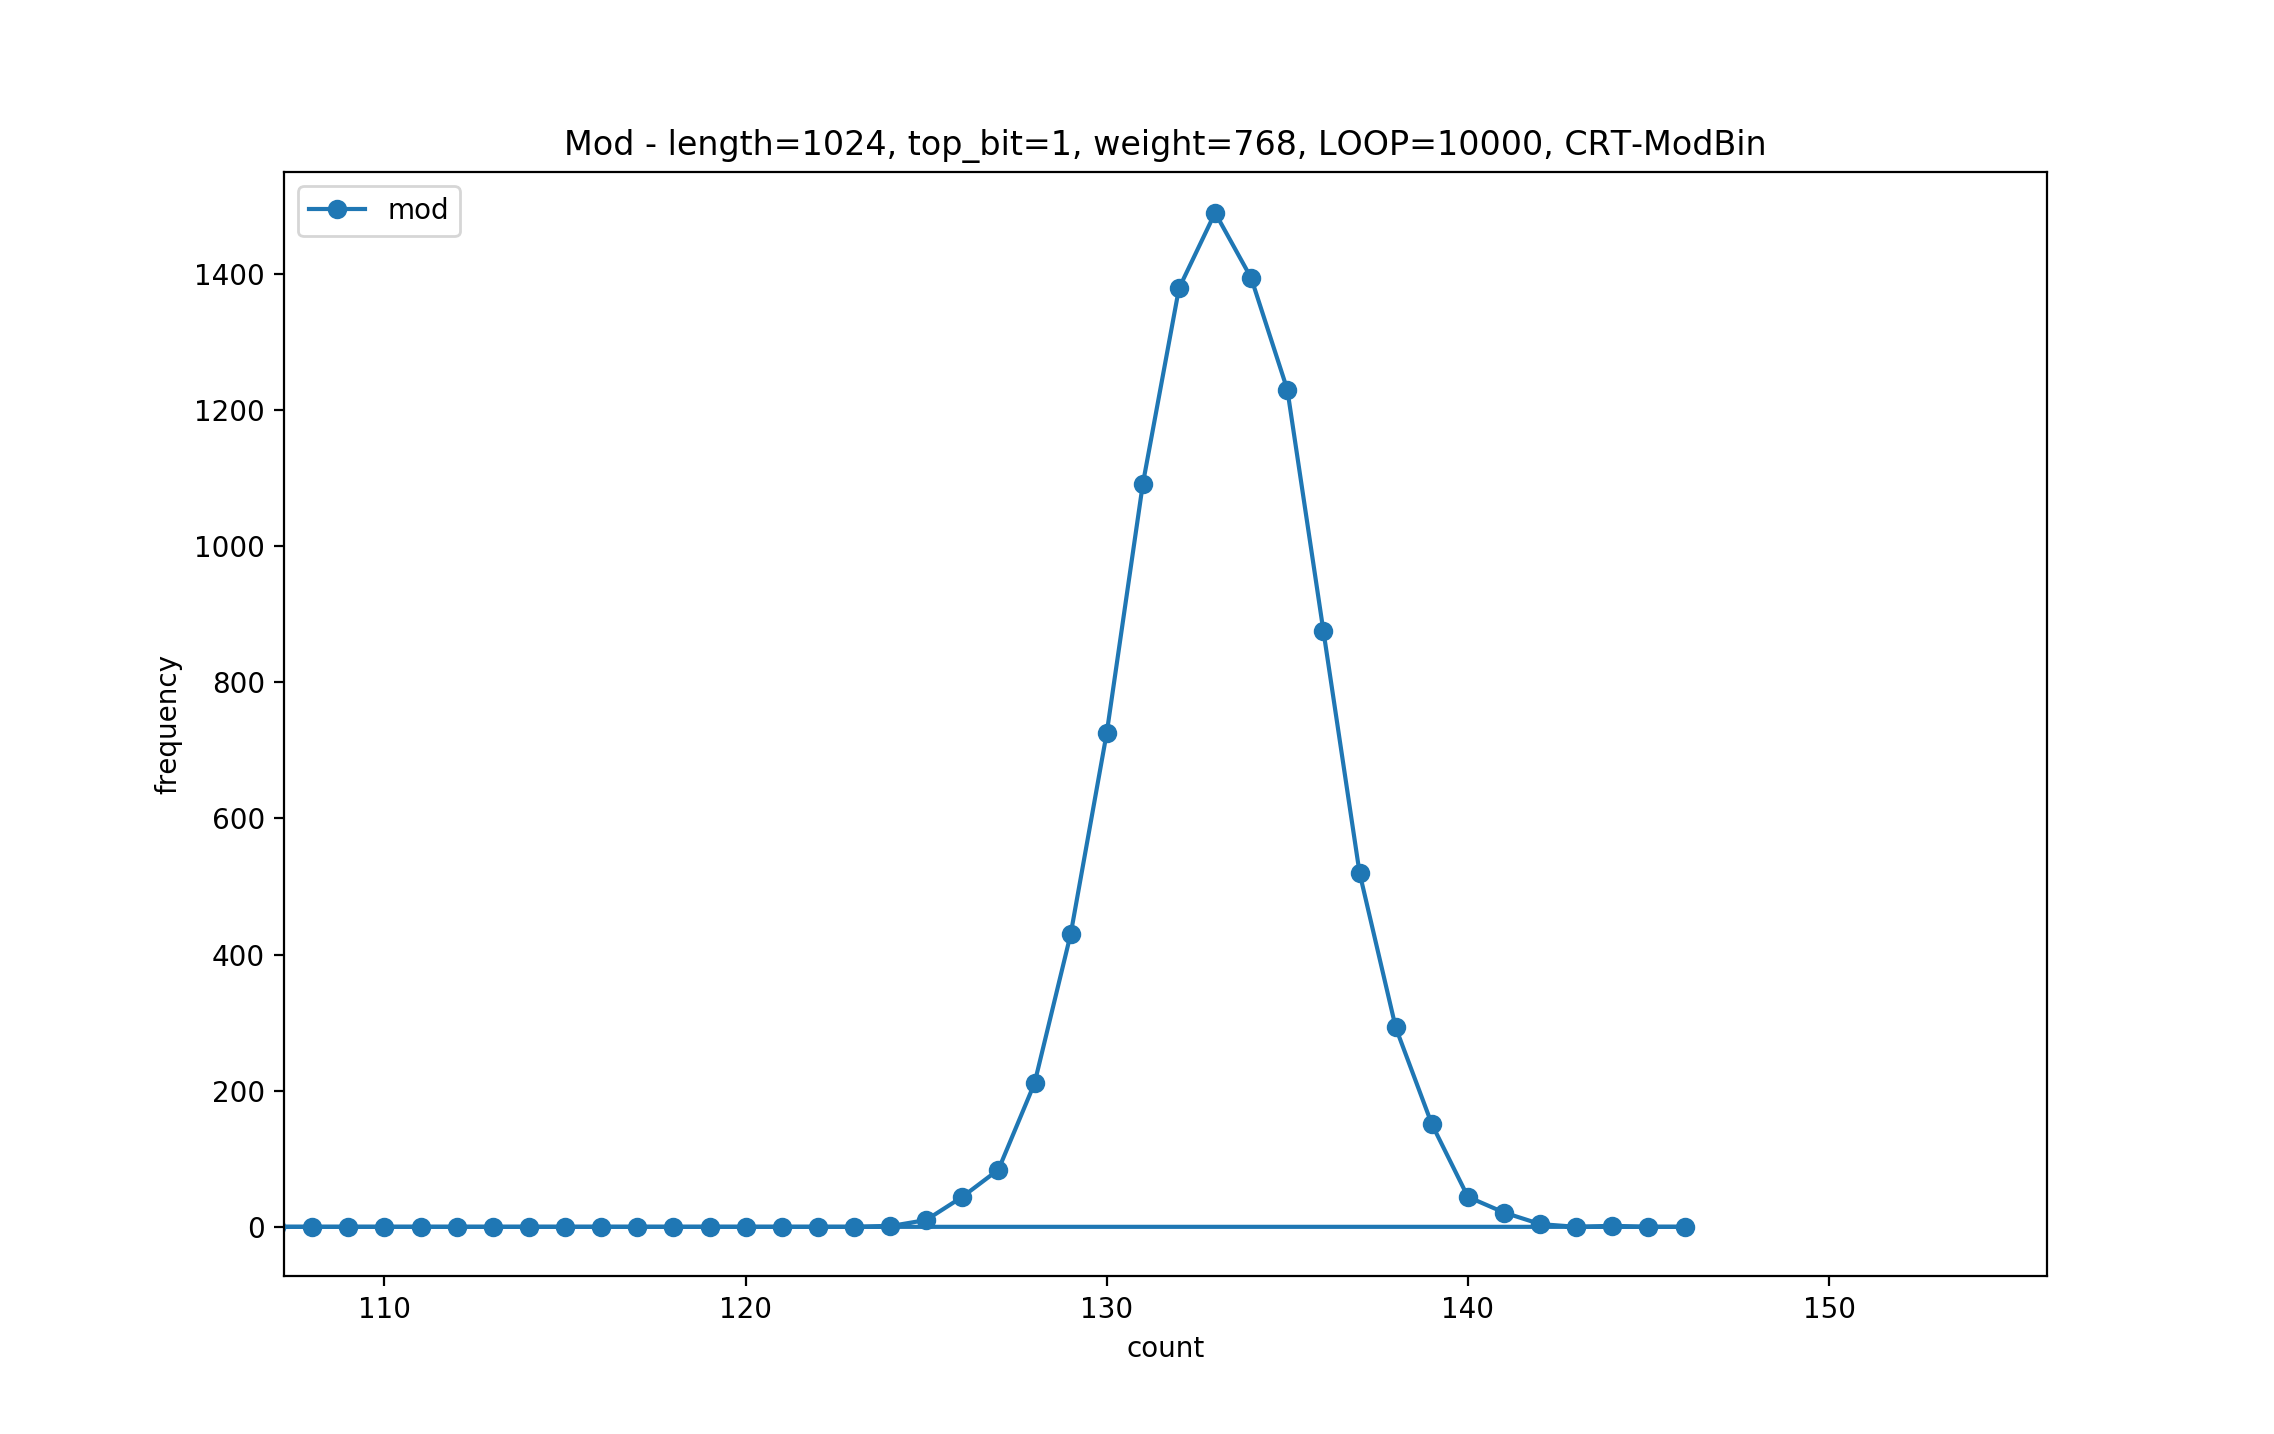 Mod - length=1024, top_bit=1, weight=768, LOOP=10000, CRT-ModBin
mod
1400
1200
1000
800
600
400
200
0
frequency
110 120 130 140 150
count